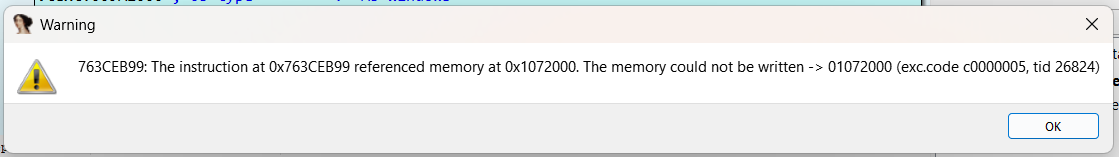 Warning
763CEB99: The instruction at 0x763CEB99 referenced memory at 0x1072000. The memory could not be written -> 01072000 (exc.code c0000005, tid 26824)
OK